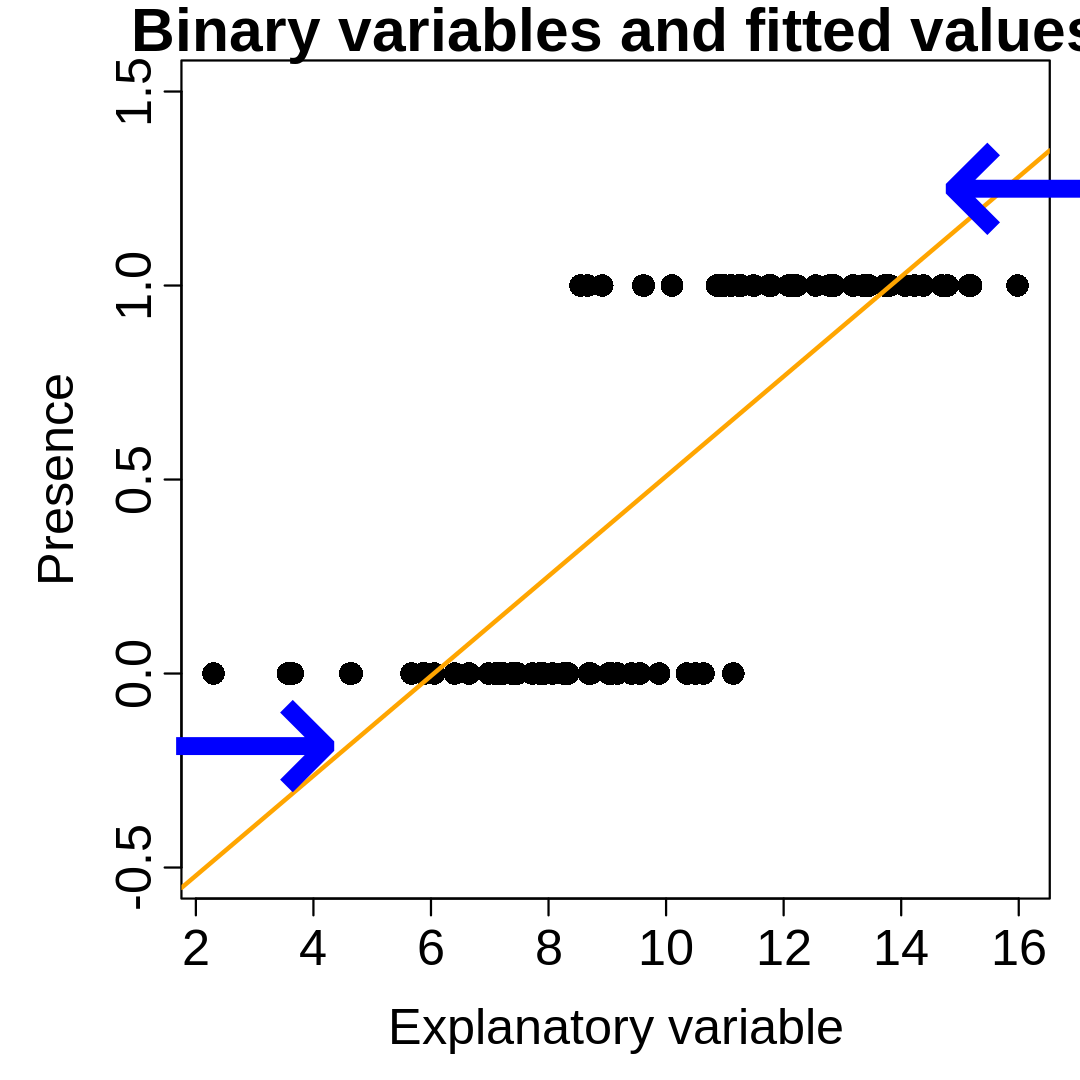 Binary variables and fitted values
1.5
1.0
0.5
0.0
-0.5
Presence
2 4 6 8 10 12 14 16
Explanatory variable